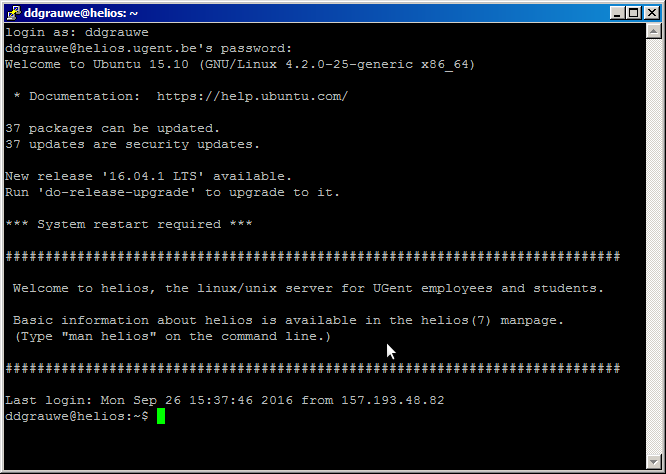 ddgrauwe@helios: ~
login as: ddgrauwe
ddgrauwe@helios.ugent.be's password:
Welcome to Ubuntu 15.10 (GNU/Linux 4.2.0-25-generic x86_64)
* Documentation:  https://help.ubuntu.com/
37 packages can be updated.
37 updates are security updates.
New release '16.04.1 LTS' available.
Run 'do-release-upgrade' to upgrade to it.
*** System restart required ***
#############################################################################
Welcome to helios, the linux/unix server for UGent employees and students.
Basic information about helios is available in the helios(7) manpage.
(Type "man helios" on the command line.)
#############################################################################
Last login: Mon Sep 26 15:37:46 2016 from 157.193.48.82
ddgrauwe@helios:~$